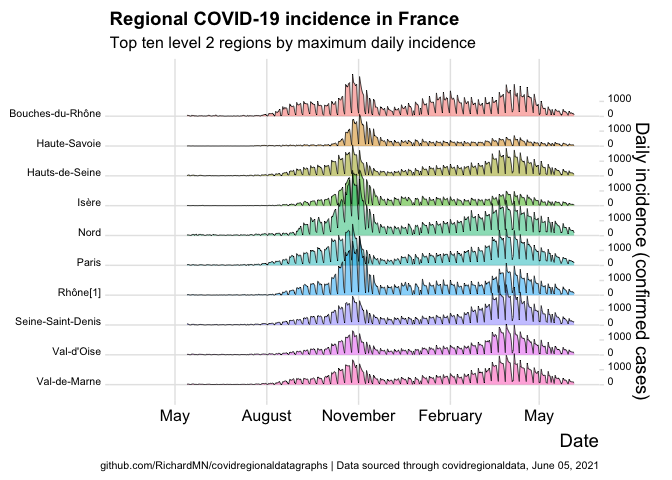 Regional COVID-19 incidence in France
Top ten level 2 regions by maximum daily incidence
Bouches-du-Rhône
Haute-Savoie
Hauts-de-Seine
Isère
Nord
Paris
Rhône[1]
Seine-Saint-Denis
Val-d'Oise
Val-de-Marne
1000
0
1000
0
1000
0
1000
0
1000
0
1000
0
1000
0
1000
0
1000
0
1000
0
Daily incidence (confirmed cases)
May
August
November
February
May
Date
github.com/RichardMN/covidregionaldatagraphs | Data sourced through covidregionaldata, June 05, 2021